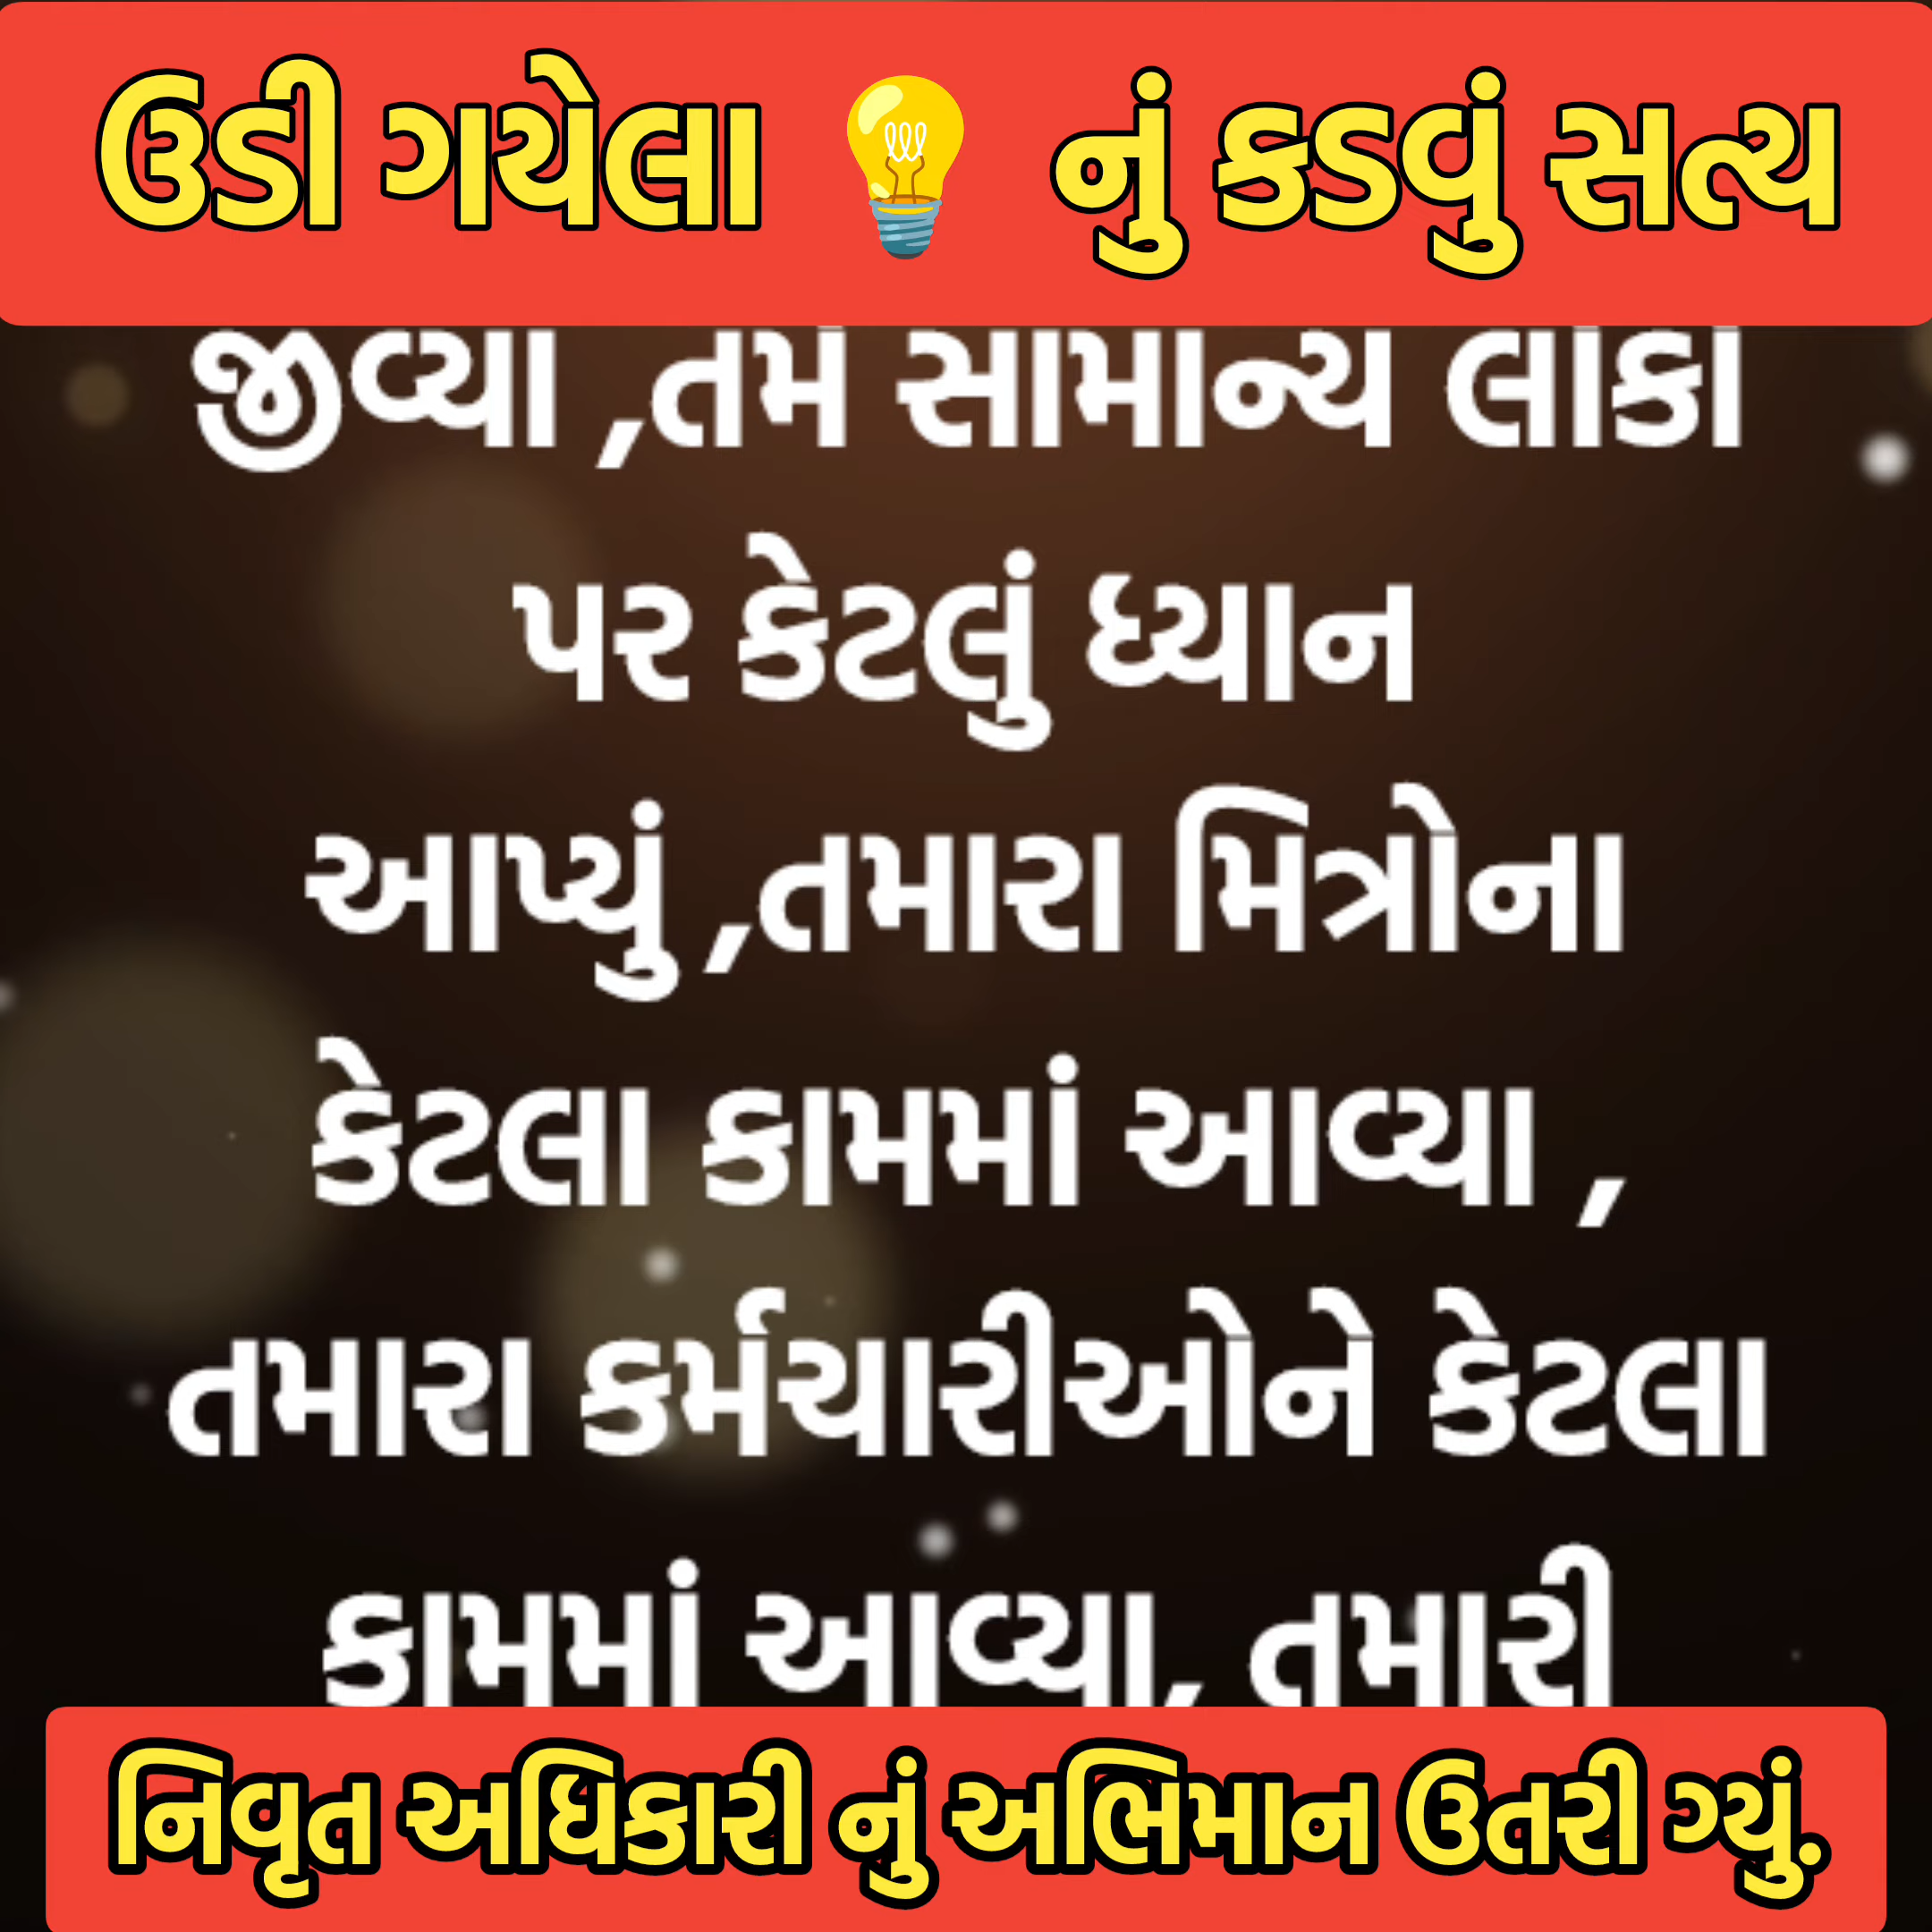 ઉડી ગયેલા 💡 નું કડવું સત્ય
જીવ્યા ,તમે સામાન્ય લોકો
પર કેટલું ધ્યાન
આપ્યું ,તમારા મિત્રોના
કેટલા કામમાં આવ્યા ,
તમારા કર્મચારીઓને કેટલા
કામમાં આવ્યા, તમારી
નિવૃત અધિકારી નું અભિમાન ઉતરી ગ્યું.